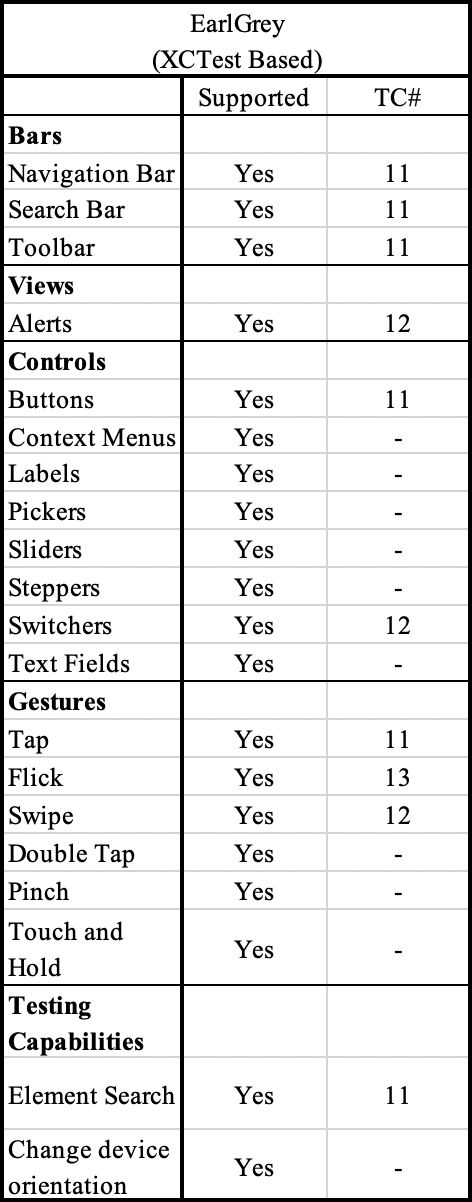 EarlGrey
(XCTest Based)
Supported TC#
Bars
Navigation Bar Yes 11
Search Bar Yes 11
Toolbar Yes 11
Views
Alerts Yes 12
Controls
Buttons Yes 11
Context Menus Yes -
Labels Yes -
Pickers Yes -
Sliders Yes -
Steppers Yes -
Switchers Yes 12
Text Fields Yes -
Gestures
Tap Yes 11
Flick Yes 13
Swipe Yes 12
Double Tap Yes -
Pinch Yes -
Touch and
Hold Yes -
Testing
Capabilities
Element Search Yes 11
Change device
orientation Yes -